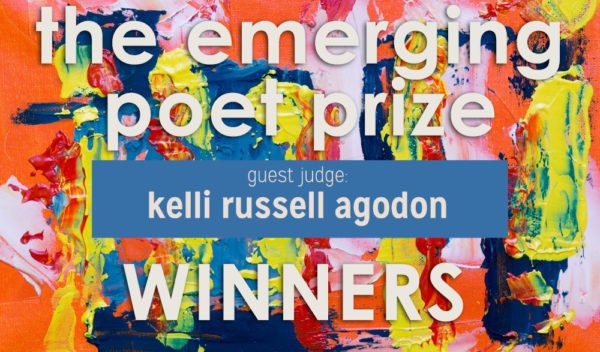 the emerging
poet prize
guest judge:
kelli russell agodon
WINNERS